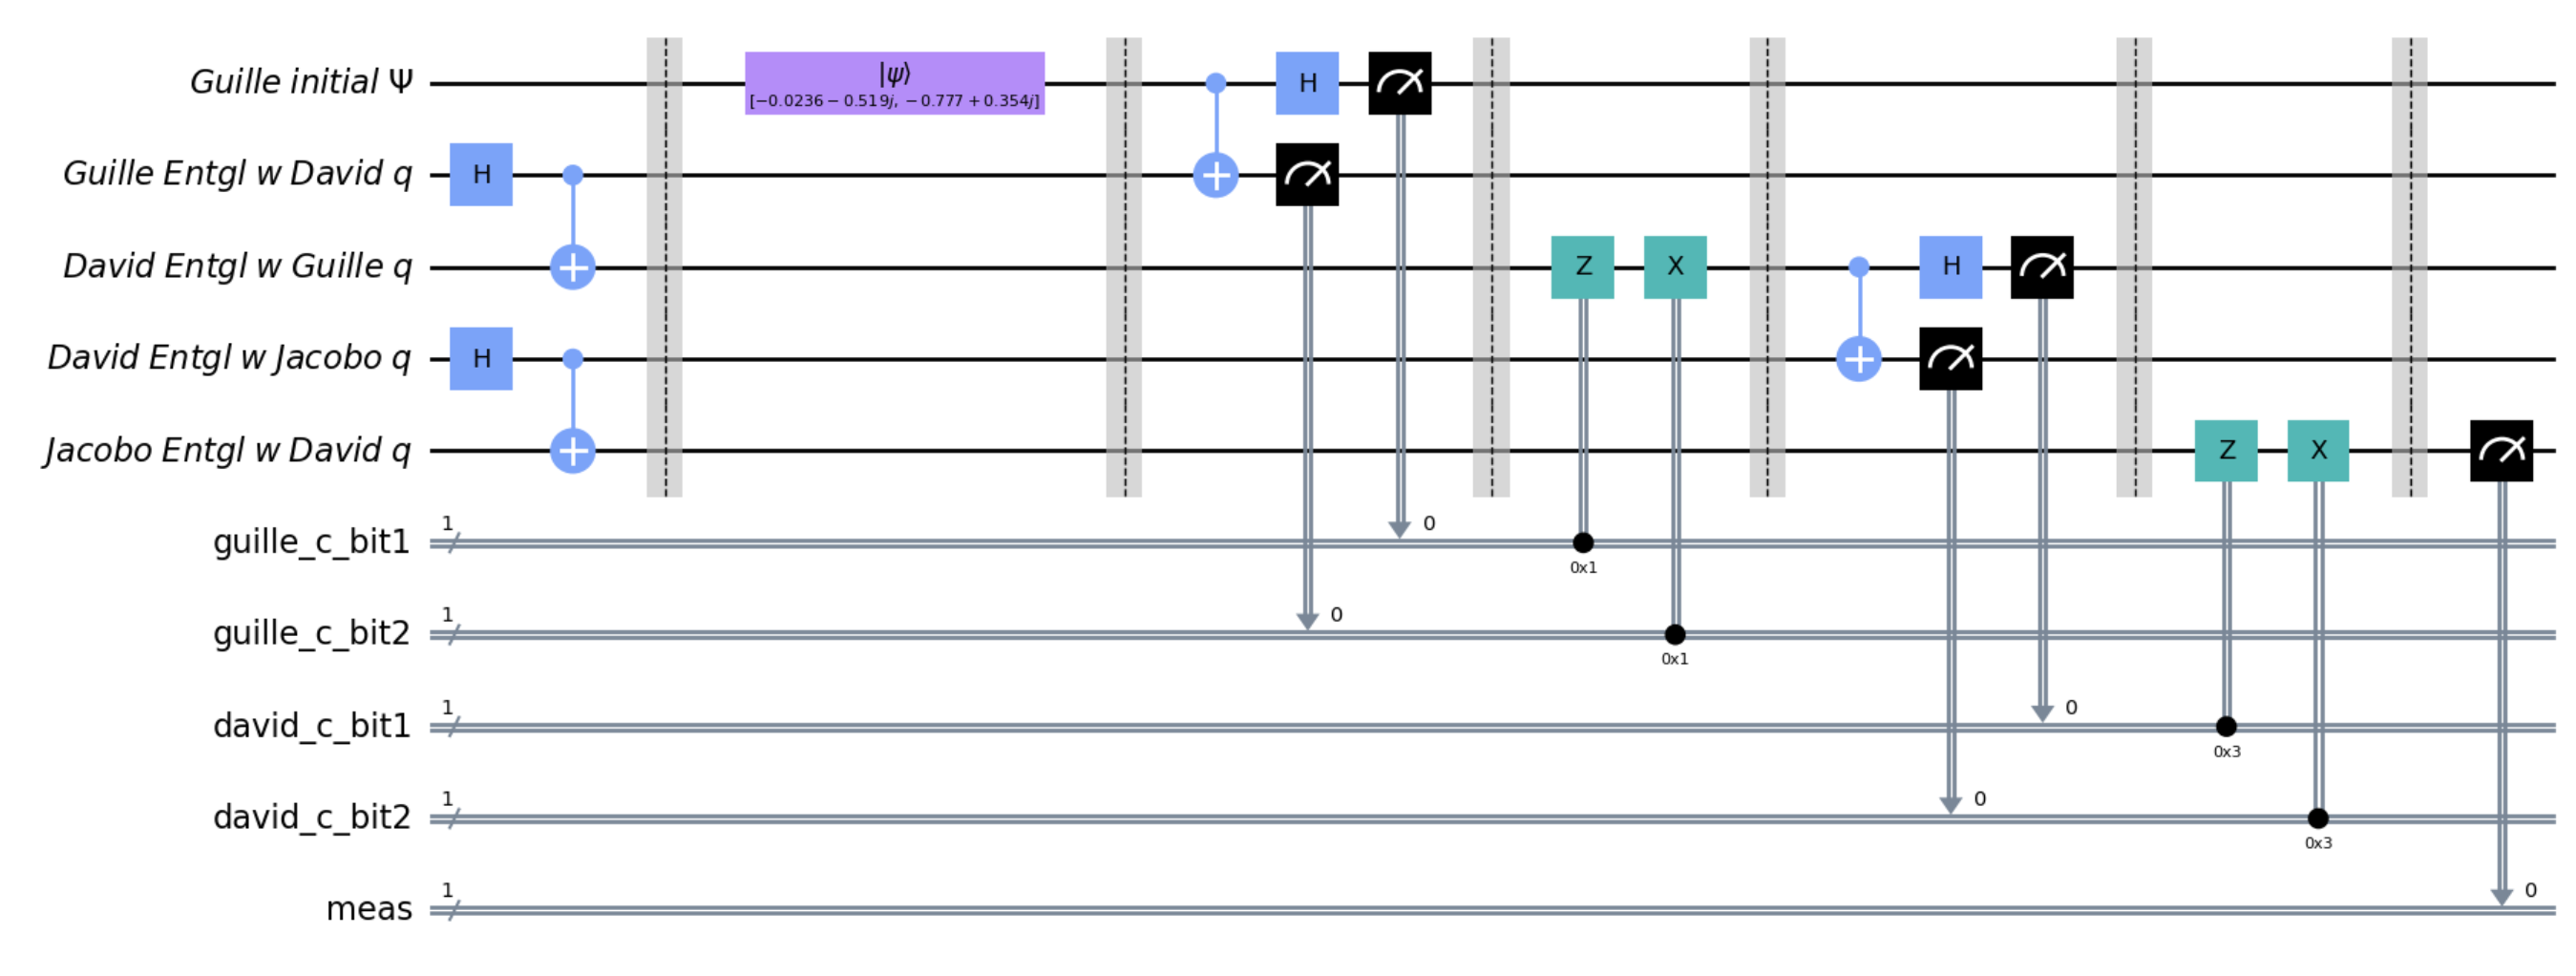 Guille initial Ψ
|ψ⟩
[−0.0236 − 0.519j, −0.777 + 0.354j]
H
Guille Entgl w David q
H
David Entgl w Guille q
Z
X
H
David Entgl w Jacobo q
H
Jacobo Entgl w David q
Z
X
guille_c_bit1
1
0
0x1
guille_c_bit2
1
0
0x1
david_c_bit1
1
0
0x3
david_c_bit2
1
0
0x3
meas
1
0